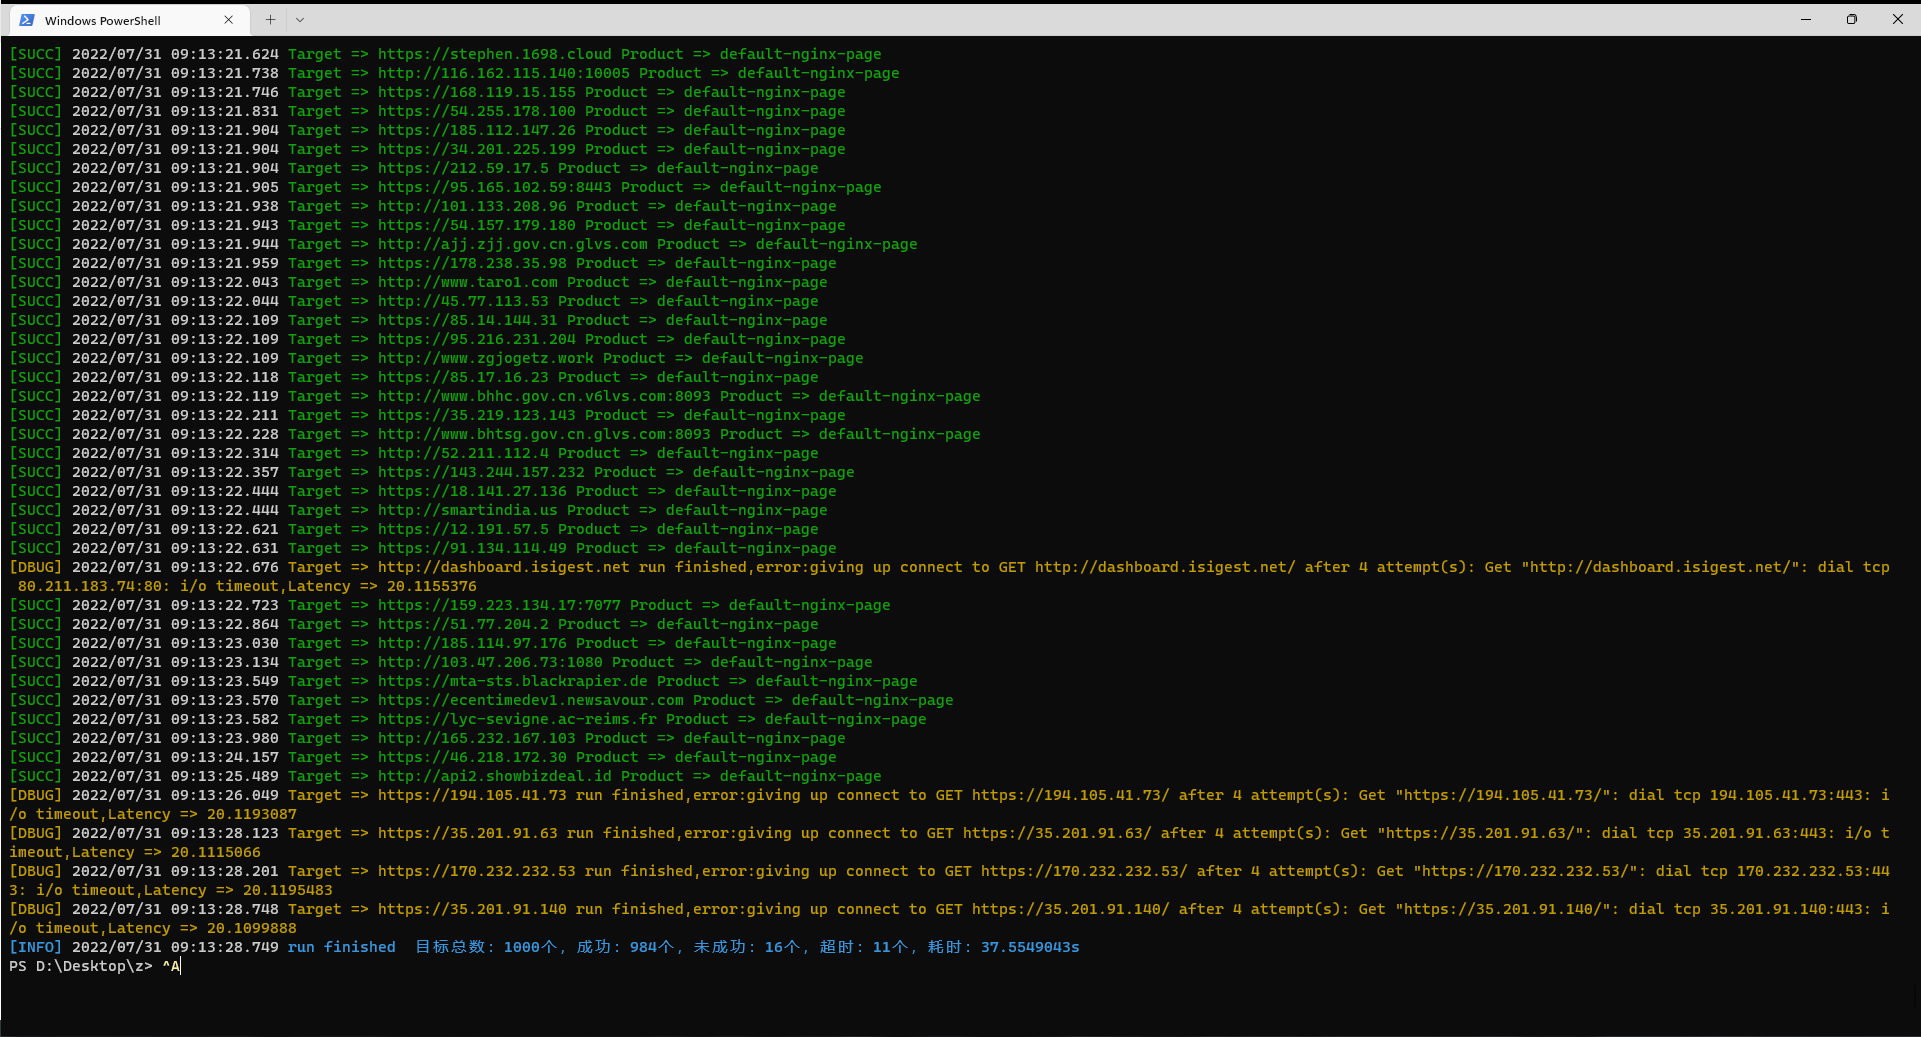 Windows PowerShell
[SUCC] 2022/07/31 09:13:21.624 Target => https://stephen.1698.cloud Product => default-nginx-page
[SUCC] 2022/07/31 09:13:21.738 Target => http://116.162.115.140:10005 Product => default-nginx-page
[SUCC] 2022/07/31 09:13:21.746 Target => https://168.119.15.155 Product => default-nginx-page
[SUCC] 2022/07/31 09:13:21.831 Target => https://54.255.178.100 Product => default-nginx-page
[SUCC] 2022/07/31 09:13:21.904 Target => https://185.112.147.26 Product => default-nginx-page
[SUCC] 2022/07/31 09:13:21.904 Target => https://34.201.225.199 Product => default-nginx-page
[SUCC] 2022/07/31 09:13:21.904 Target => https://212.59.17.5 Product => default-nginx-page
[SUCC] 2022/07/31 09:13:21.905 Target => https://95.165.102.59:8443 Product => default-nginx-page
[SUCC] 2022/07/31 09:13:21.938 Target => http://101.133.208.96 Product => default-nginx-page
[SUCC] 2022/07/31 09:13:21.943 Target => https://54.157.179.180 Product => default-nginx-page
[SUCC] 2022/07/31 09:13:21.944 Target => http://ajj.zjj.gov.cn.glvs.com Product => default-nginx-page
[SUCC] 2022/07/31 09:13:21.959 Target => https://178.238.35.98 Product => default-nginx-page
[SUCC] 2022/07/31 09:13:22.043 Target => http://www.taro1.com Product => default-nginx-page
[SUCC] 2022/07/31 09:13:22.044 Target => http://45.77.113.53 Product => default-nginx-page
[SUCC] 2022/07/31 09:13:22.109 Target => https://85.14.144.31 Product => default-nginx-page
[SUCC] 2022/07/31 09:13:22.109 Target => https://95.216.231.204 Product => default-nginx-page
[SUCC] 2022/07/31 09:13:22.109 Target => http://www.zgjogetz.work Product => default-nginx-page
[SUCC] 2022/07/31 09:13:22.118 Target => https://85.17.16.23 Product => default-nginx-page
[SUCC] 2022/07/31 09:13:22.119 Target => http://www.bhhc.gov.cn.v6lvs.com:8093 Product => default-nginx-page
[SUCC] 2022/07/31 09:13:22.211 Target => https://35.219.123.143 Product => default-nginx-page
[SUCC] 2022/07/31 09:13:22.228 Target => http://www.bhtsg.gov.cn.glvs.com:8093 Product => default-nginx-page
[SUCC] 2022/07/31 09:13:22.314 Target => http://52.211.112.4 Product => default-nginx-page
[SUCC] 2022/07/31 09:13:22.357 Target => https://143.244.157.232 Product => default-nginx-page
[SUCC] 2022/07/31 09:13:22.444 Target => https://18.141.27.136 Product => default-nginx-page
[SUCC] 2022/07/31 09:13:22.444 Target => http://smartindia.us Product => default-nginx-page
[SUCC] 2022/07/31 09:13:22.621 Target => https://12.191.57.5 Product => default-nginx-page
[SUCC] 2022/07/31 09:13:22.631 Target => https://91.134.114.49 Product => default-nginx-page
[DBUG] 2022/07/31 09:13:22.676 Target => http://dashboard.isigest.net run finished,error:giving up connect to GET http://dashboard.isigest.net/ after 4 attempt(s): Get "http://dashboard.isigest.net/": dial tcp
80.211.183.74:80: i/o timeout,Latency => 20.1155376
[SUCC] 2022/07/31 09:13:22.723 Target => https://159.223.134.17:7077 Product => default-nginx-page
[SUCC] 2022/07/31 09:13:22.864 Target => https://51.77.204.2 Product => default-nginx-page
[SUCC] 2022/07/31 09:13:23.030 Target => http://185.114.97.176 Product => default-nginx-page
[SUCC] 2022/07/31 09:13:23.134 Target => http://103.47.206.73:1080 Product => default-nginx-page
[SUCC] 2022/07/31 09:13:23.549 Target => https://mta-sts.blackrapier.de Product => default-nginx-page
[SUCC] 2022/07/31 09:13:23.570 Target => https://ecentimedev1.newsavour.com Product => default-nginx-page
[SUCC] 2022/07/31 09:13:23.582 Target => https://lyc-sevigne.ac-reims.fr Product => default-nginx-page
[SUCC] 2022/07/31 09:13:23.980 Target => http://165.232.167.103 Product => default-nginx-page
[SUCC] 2022/07/31 09:13:24.157 Target => https://46.218.172.30 Product => default-nginx-page
[SUCC] 2022/07/31 09:13:25.489 Target => http://api2.showbizdeal.id Product => default-nginx-page
[DBUG] 2022/07/31 09:13:26.049 Target => https://194.105.41.73 run finished,error:giving up connect to GET https://194.105.41.73/ after 4 attempt(s): Get "https://194.105.41.73/": dial tcp 194.105.41.73:443: i
/o timeout,Latency => 20.1193087
[DBUG] 2022/07/31 09:13:28.123 Target => https://35.201.91.63 run finished,error:giving up connect to GET https://35.201.91.63/ after 4 attempt(s): Get "https://35.201.91.63/": dial tcp 35.201.91.63:443: i/o t
imeout,Latency => 20.1115066
[DBUG] 2022/07/31 09:13:28.201 Target => https://170.232.232.53 run finished,error:giving up connect to GET https://170.232.232.53/ after 4 attempt(s): Get "https://170.232.232.53/": dial tcp 170.232.232.53:44
3: i/o timeout,Latency => 20.1195483
[DBUG] 2022/07/31 09:13:28.748 Target => https://35.201.91.140 run finished,error:giving up connect to GET https://35.201.91.140/ after 4 attempt(s): Get "https://35.201.91.140/": dial tcp 35.201.91.140:443: i
/o timeout,Latency => 20.1099888
[INFO] 2022/07/31 09:13:28.749 run finished  目标总数: 1000个, 成功: 984个, 未成功: 16个, 超时: 11个, 耗时: 37.5549043s
PS D:\Desktop\z> ^A